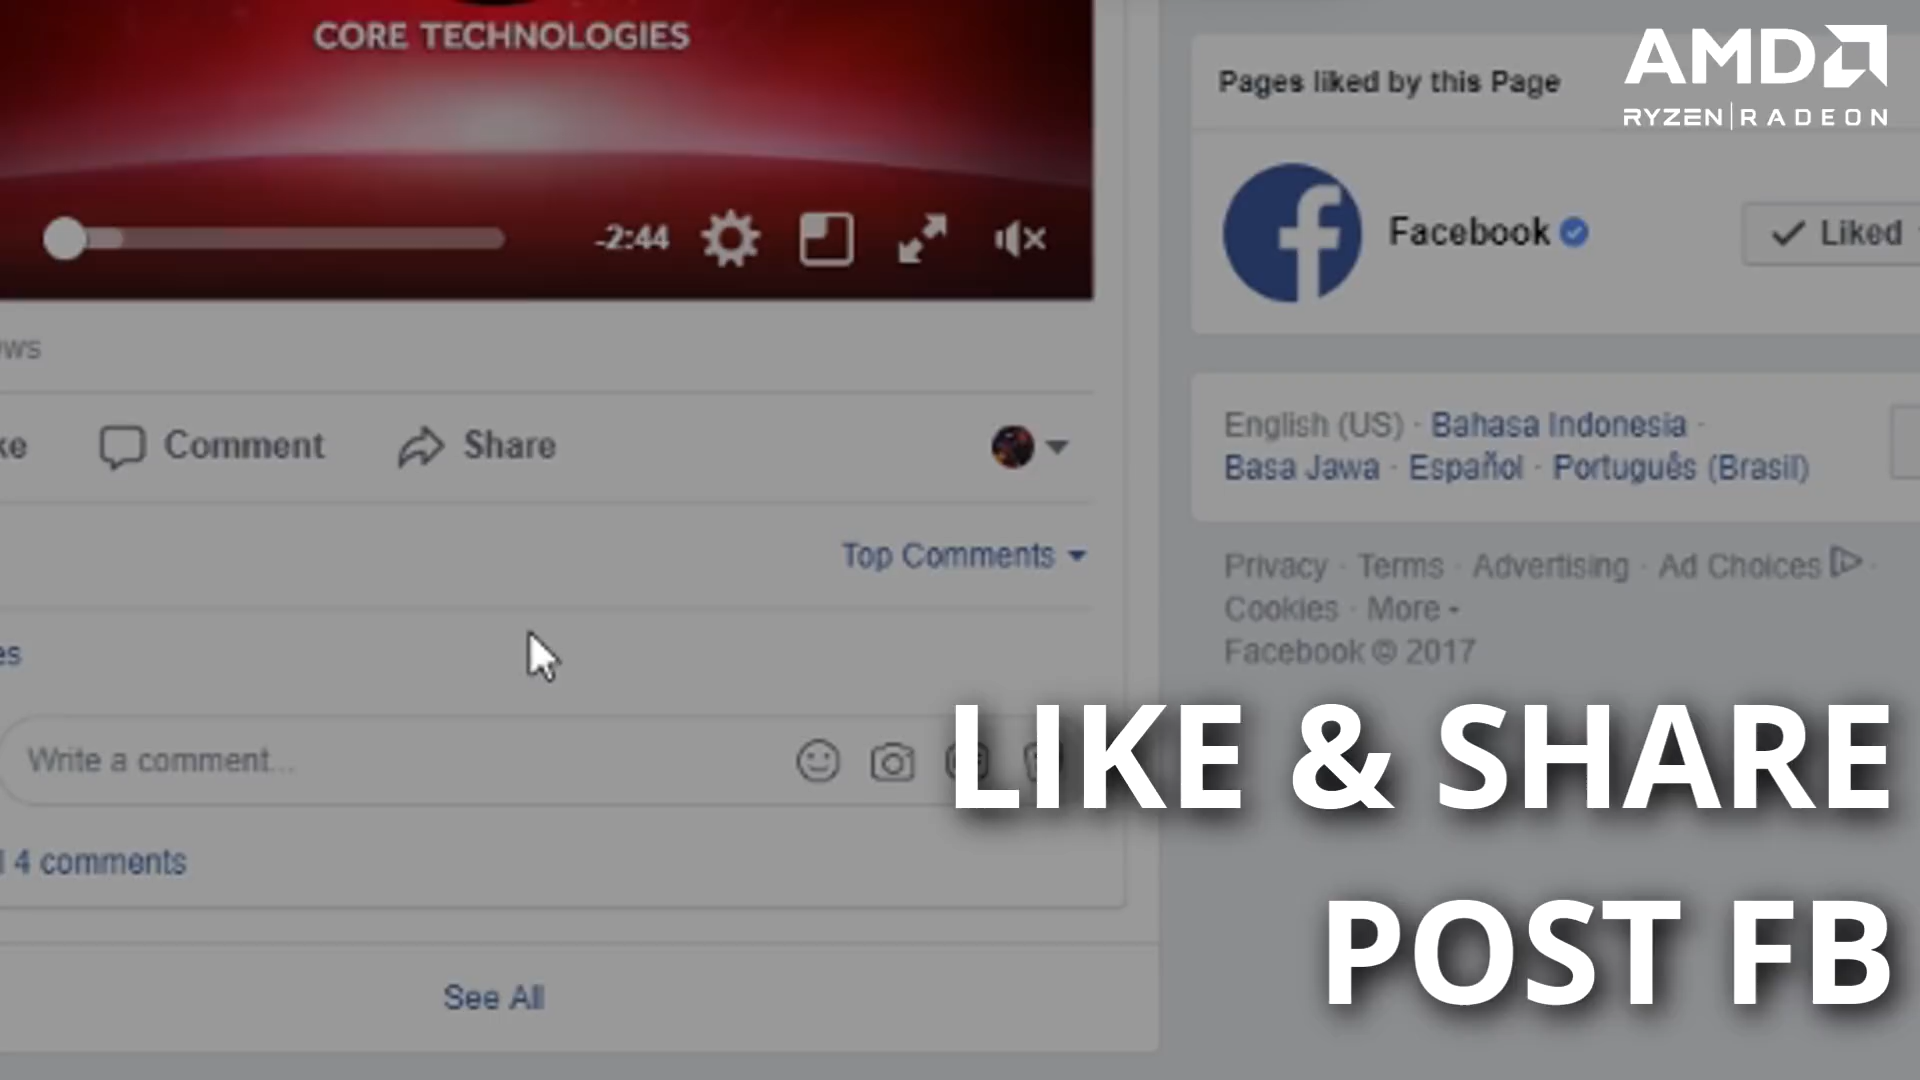 CORE TECHNOLOGIES
-2:44
Comment
Share
Top Comments
Write a comment...
4 comments
See All
Pages liked by this Page
Facebook
Liked
English (US) · Bahasa Indonesia ·
Basa Jawa · Español · Português (Brasil)
Privacy · Terms · Advertising · Ad Choices ·
Cookies · More
Facebook © 2017
AMD
RYZEN | RADEON
LIKE & SHARE
POST FB